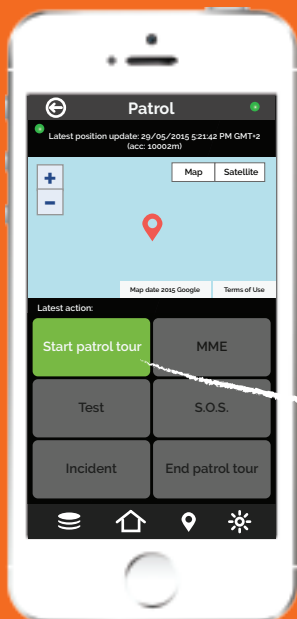 Patrol
Latest position update: 29/05/2015 5:21:42 PM GMT+2
(acc: 10002m)
+
Map Satellite
−
Map date 2015 Google Terms of Use
Latest action:
Start patrol tour MME
Test S.O.S.
Incident End patrol tour